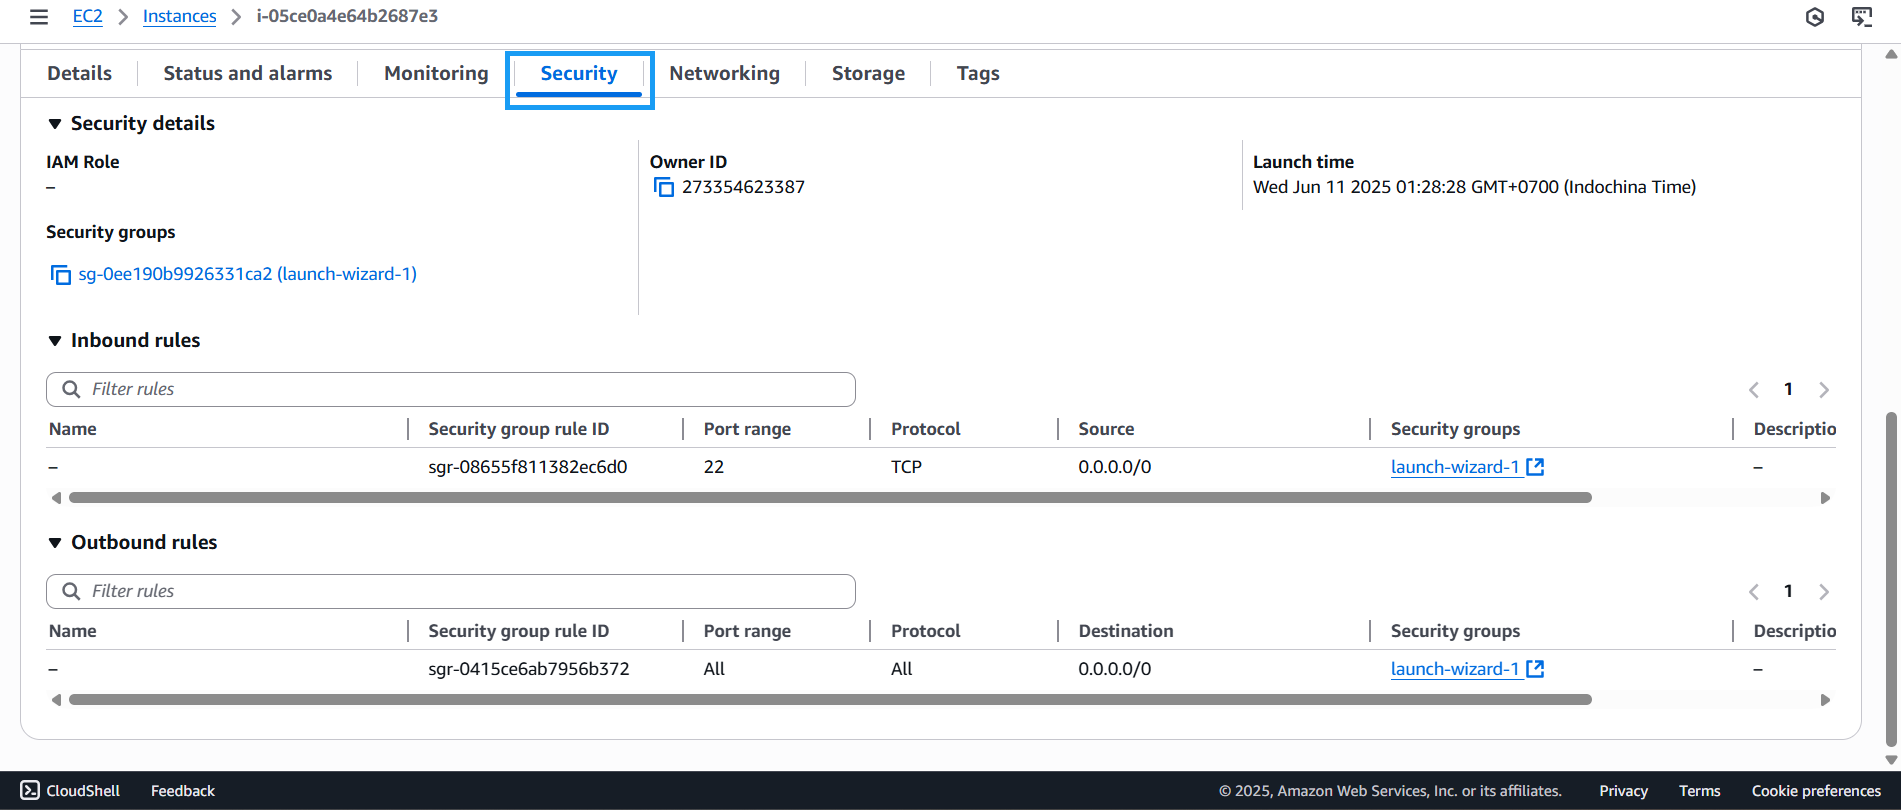 EC2 Instances i-05ce0a4e64b2687e3
Details Status and alarms Monitoring Security Networking Storage Tags
Security details
IAM Role Owner ID Launch time
– 273354623387 Wed Jun 11 2025 01:28:28 GMT+0700 (Indochina Time)
Security groups
sg-0ee190b9926331ca2 (launch-wizard-1)
Inbound rules
Filter rules 1
Name Security group rule ID Port range Protocol Source Security groups Descriptio
– sgr-08655f811382ec6d0 22 TCP 0.0.0.0/0 launch-wizard-1 –
Outbound rules
Filter rules 1
Name Security group rule ID Port range Protocol Destination Security groups Descriptio
– sgr-0415ce6ab7956b372 All All 0.0.0.0/0 launch-wizard-1 –
CloudShell Feedback © 2025, Amazon Web Services, Inc. or its affiliates. Privacy Terms Cookie preferences